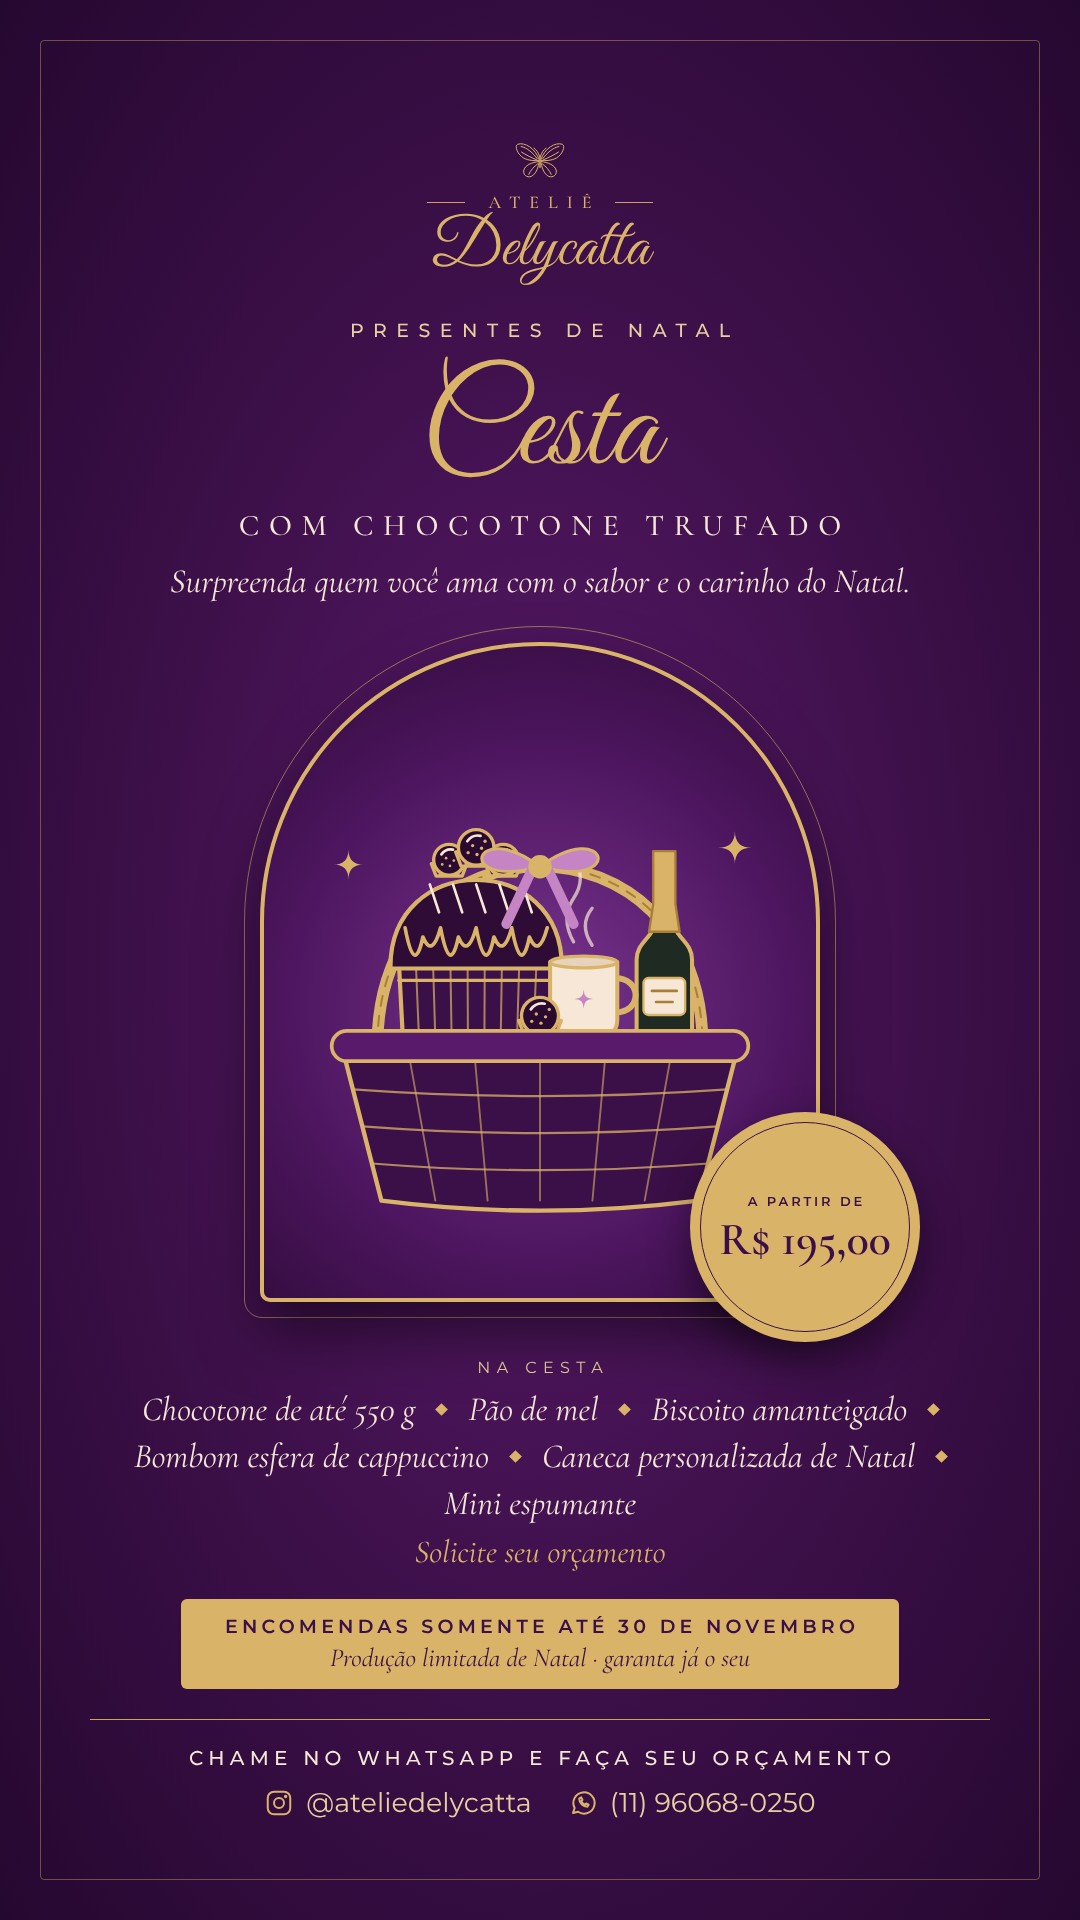 ATELIÊ
Delycatta
PRESENTES DE NATAL
Cesta
COM CHOCOTONE TRUFADO
Surpreenda quem você ama com o sabor e o carinho do Natal.
A PARTIR DE
R$ 195,00
NA CESTA
Chocotone de até 550 g ◆ Pão de mel ◆ Biscoito amanteigado ◆
Bombom esfera de cappuccino ◆ Caneca personalizada de Natal ◆
Mini espumante
Solicite seu orçamento
ENCOMENDAS SOMENTE ATÉ 30 DE NOVEMBRO
Produção limitada de Natal · garanta já o seu
CHAME NO WHATSAPP E FAÇA SEU ORÇAMENTO
@ateliedelycatta (11) 96068-0250